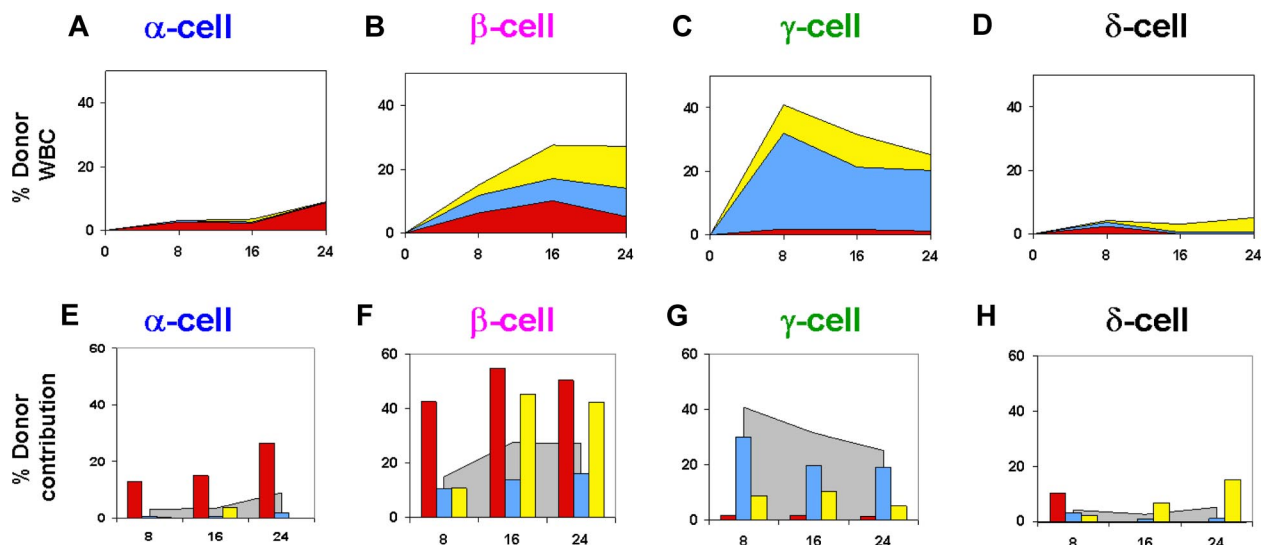 A α-cell B β-cell C γ-cell D δ-cell
% Donor
WBC
40 20 0
0 8 16 24
40 20 0
0 8 16 24
40 20 0
0 8 16 24
40 20 0
0 8 16 24
E α-cell F β-cell G γ-cell H δ-cell
% Donor
contribution
60 40 20 0
8 16 24
60 40 20 0
8 16 24
60 40 20 0
8 16 24
60 40 20 0
8 16 24